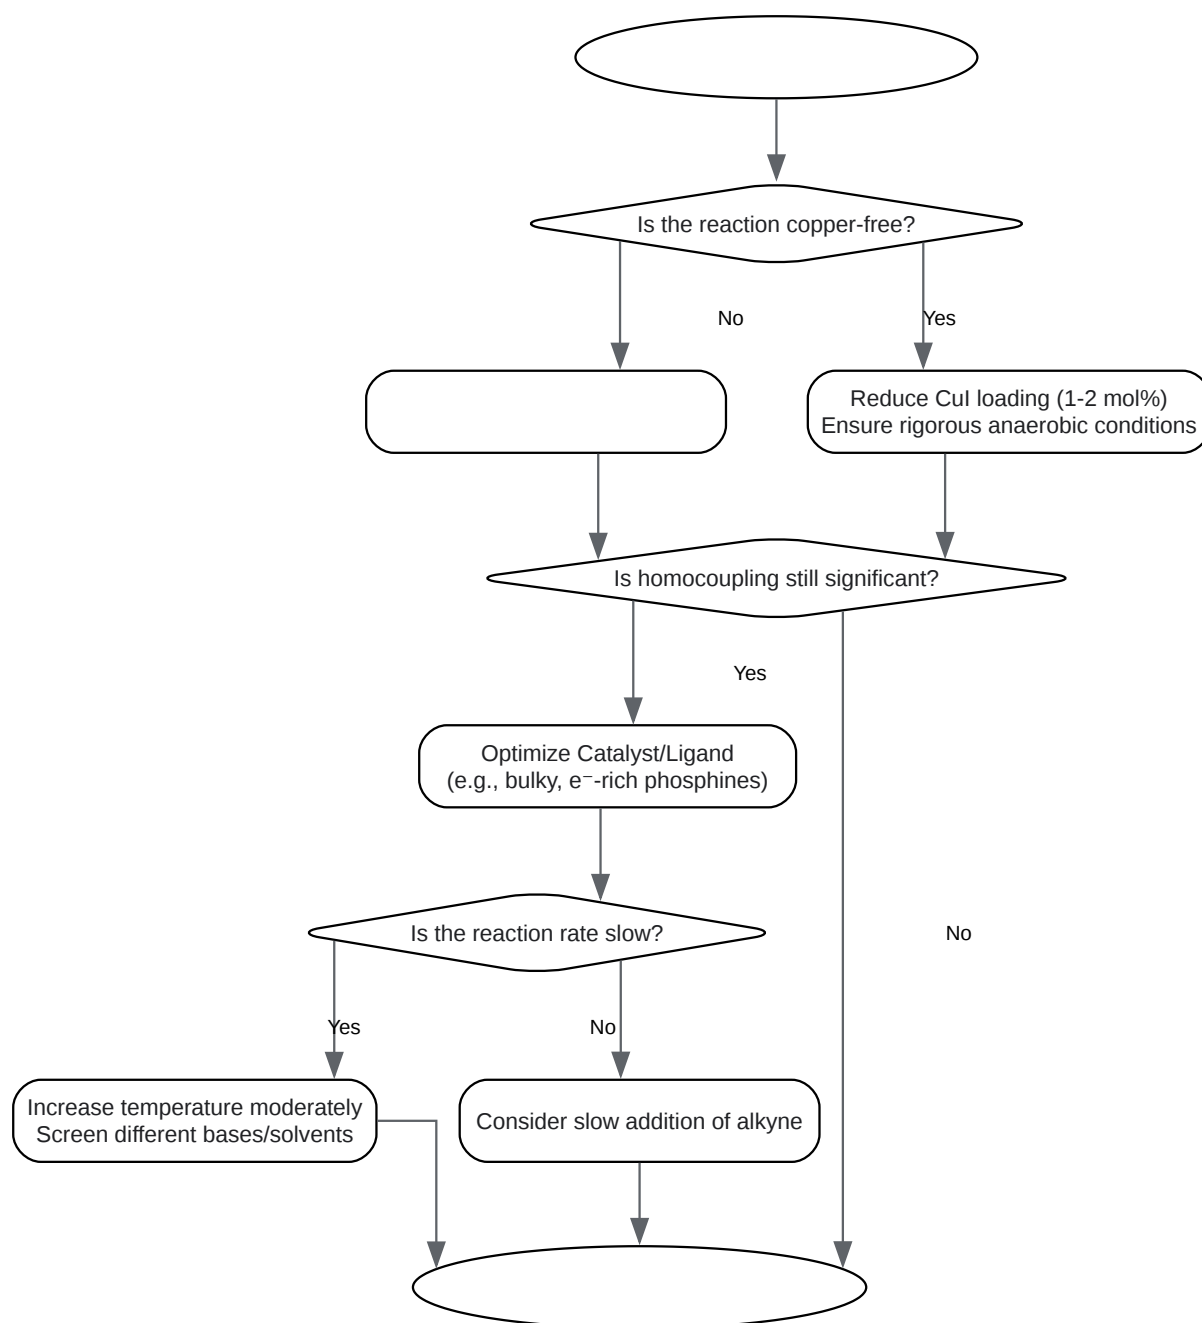 Is the reaction copper-free?
No
Yes
Reduce CuI loading (1-2 mol%)
Ensure rigorous anaerobic conditions
Is homocoupling still significant?
Yes
Optimize Catalyst/Ligand
(e.g., bulky, e⁻-rich phosphines)
Is the reaction rate slow?
No
Yes
No
Increase temperature moderately
Screen different bases/solvents
Consider slow addition of alkyne